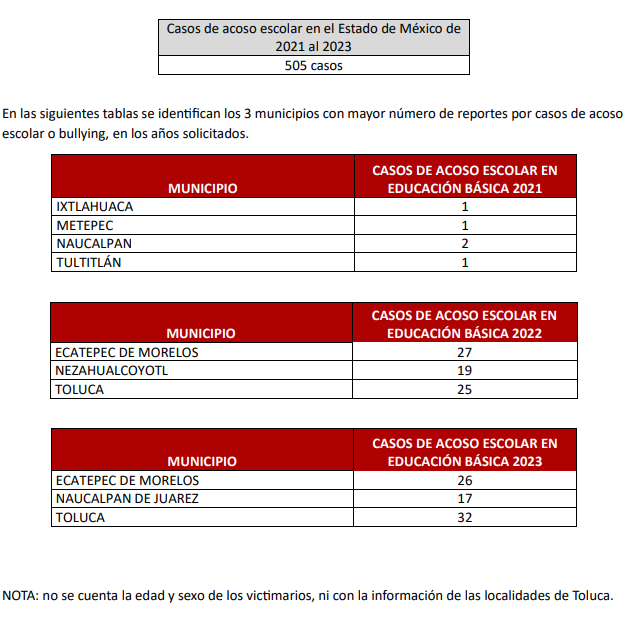 Casos de acoso escolar en el Estado de México de
2021 al 2023
505 casos
En las siguientes tablas se identifican los 3 municipios con mayor número de reportes por casos de acoso
escolar o bullying, en los años solicitados.
MUNICIPIO CASOS DE ACOSO ESCOLAR EN
EDUCACIÓN BÁSICA 2021
IXTLAHUACA 1
METEPEC 1
NAUCALPAN 2
TULTITLÁN 1
MUNICIPIO CASOS DE ACOSO ESCOLAR EN
EDUCACIÓN BÁSICA 2022
ECATEPEC DE MORELOS 27
NEZAHUALCOYOTL 19
TOLUCA 25
MUNICIPIO CASOS DE ACOSO ESCOLAR EN
EDUCACIÓN BÁSICA 2023
ECATEPEC DE MORELOS 26
NAUCALPAN DE JUAREZ 17
TOLUCA 32
NOTA: no se cuenta la edad y sexo de los victimarios, ni con la información de las localidades de Toluca.